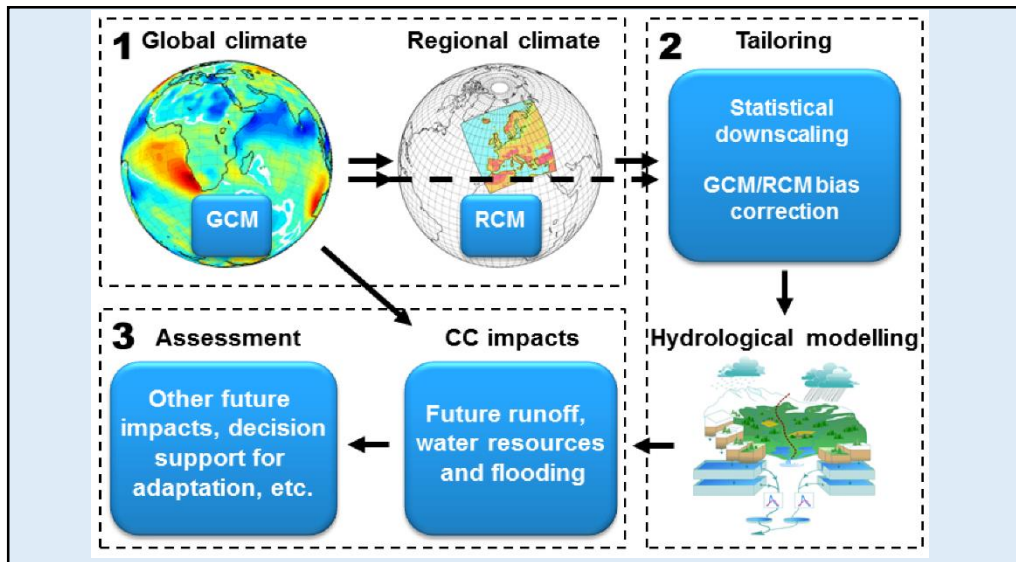 1
Global climate
Regional climate
GCM
RCM
2
Tailoring
Statistical
downscaling
GCM/RCM bias
correction
Hydrological modelling
3
Assessment
CC impacts
Other future
impacts, decision
support for
adaptation, etc.
Future runoff,
water resources
and flooding